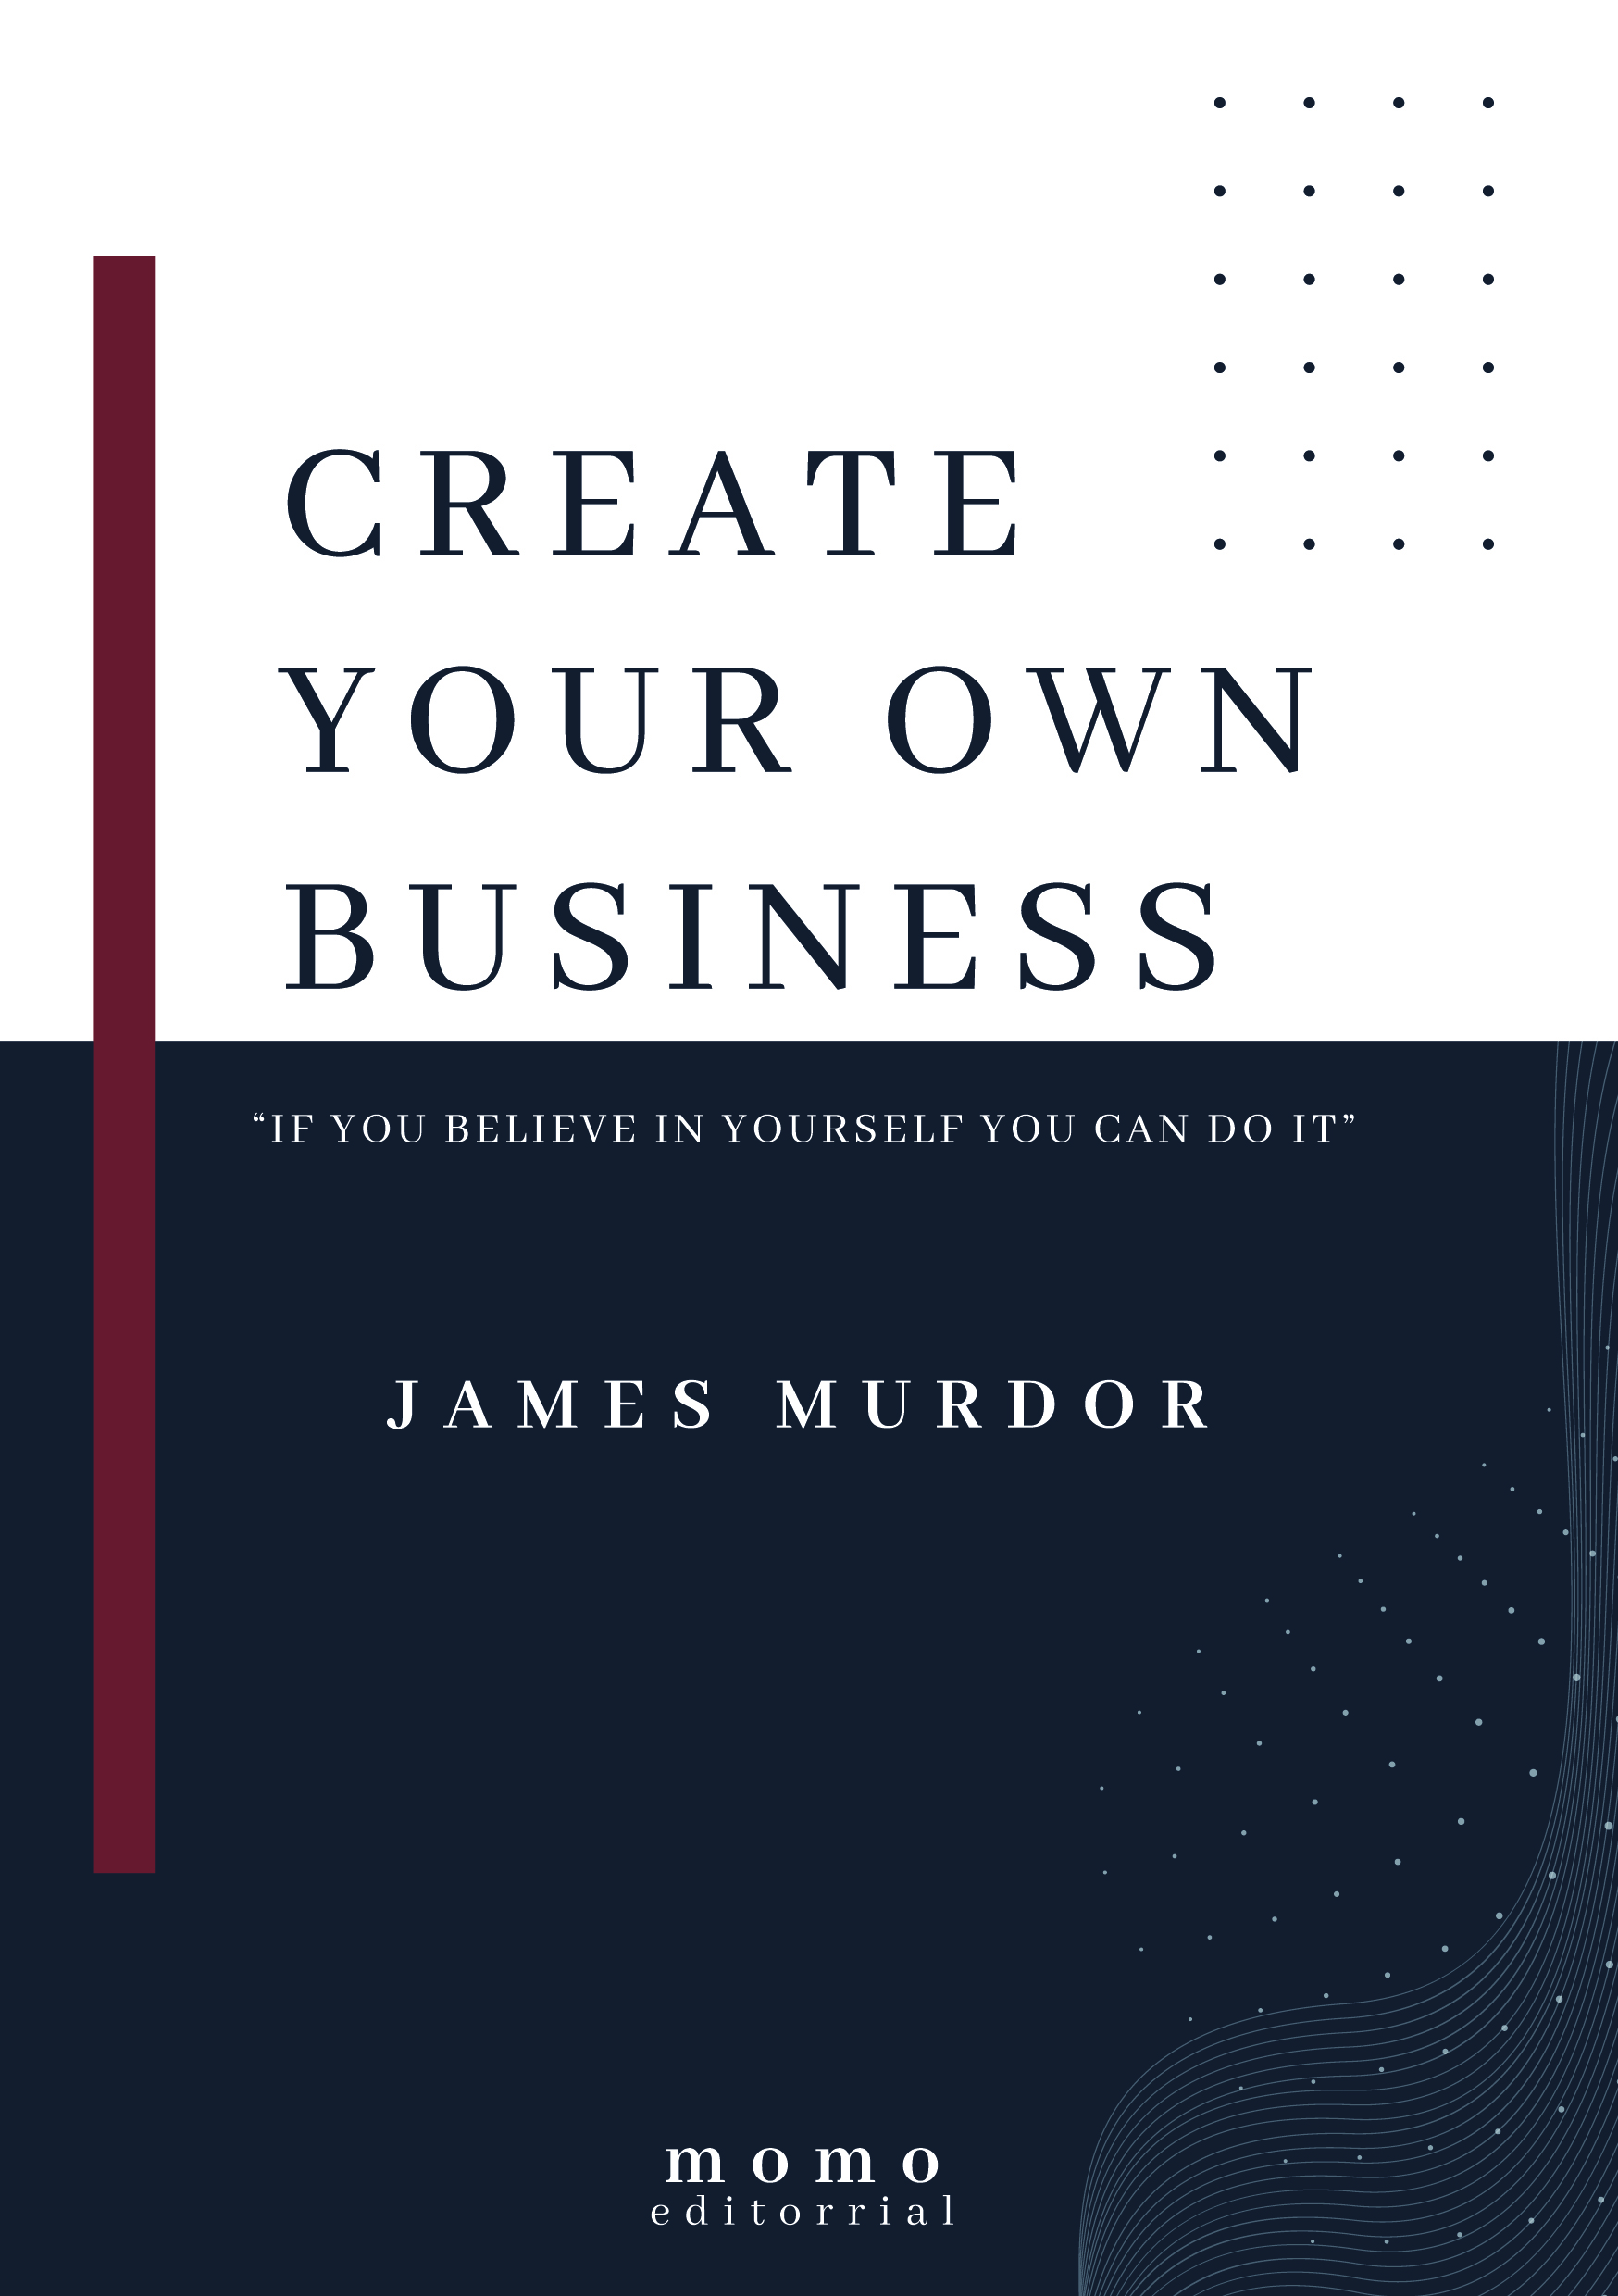 CREATE
YOUR OWN
BUSINESS
“IF YOU BELIEVE IN YOURSELF YOU CAN DO IT”
JAMES MURDOR
momo
editorrial